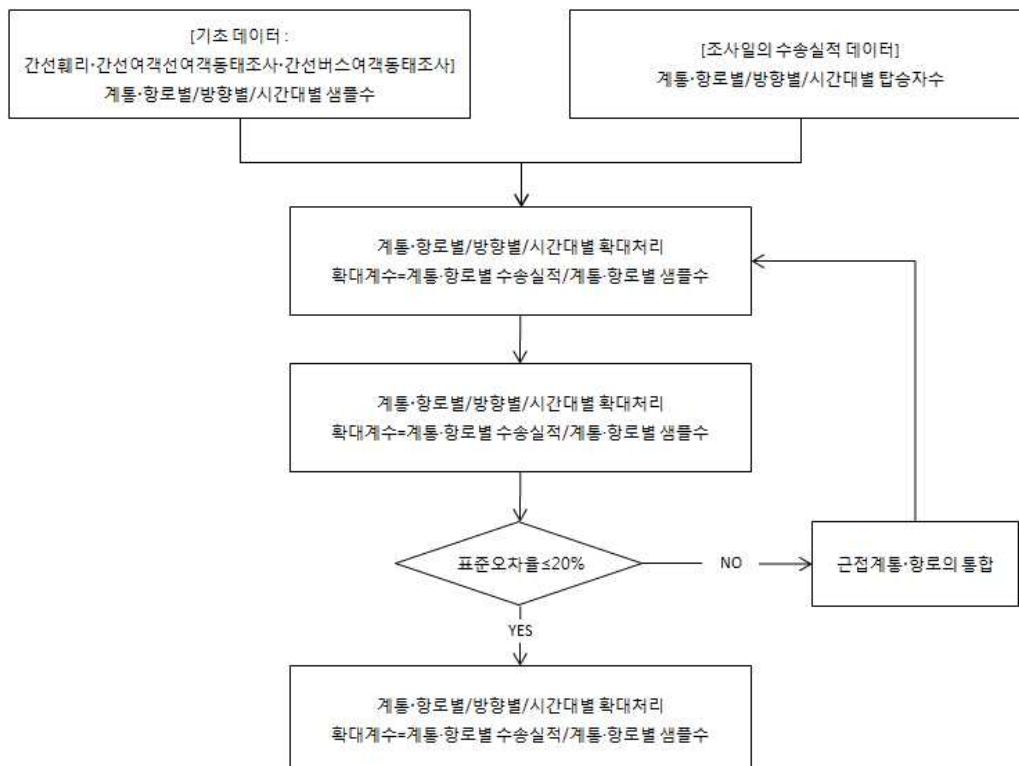 [기초 데이터 :
간선훼리·간선여객선여객동태조사·간선버스여객동태조사]
계통·항로별/방향별/시간대별 샘플수
[조사일의 수송실적 데이터]
계통·항로별/방향별/시간대별 탑승자수
계통·항로별/방향별/시간대별 확대처리
확대계수=계통·항로별 수송실적/계통·항로별 샘플수
계통·항로별/방향별/시간대별 확대처리
확대계수=계통·항로별 수송실적/계통·항로별 샘플수
표준오차율≤20%
NO
근접계통·항로의 통합
YES
계통·항로별/방향별/시간대별 확대처리
확대계수=계통·항로별 수송실적/계통·항로별 샘플수